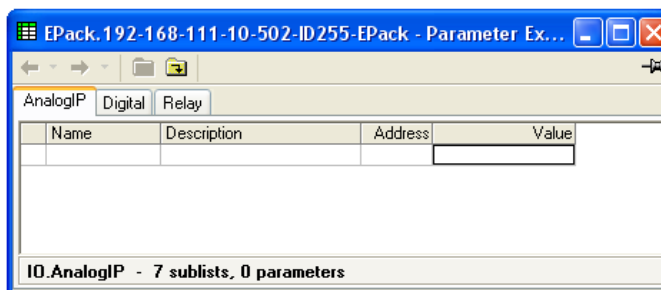 EPack.192-168-111-10-502-ID255-EPack - Parameter Ex...
AnalogIP Digital Relay
Name Description Address Value
IO.AnalogIP - 7 sublists, 0 parameters